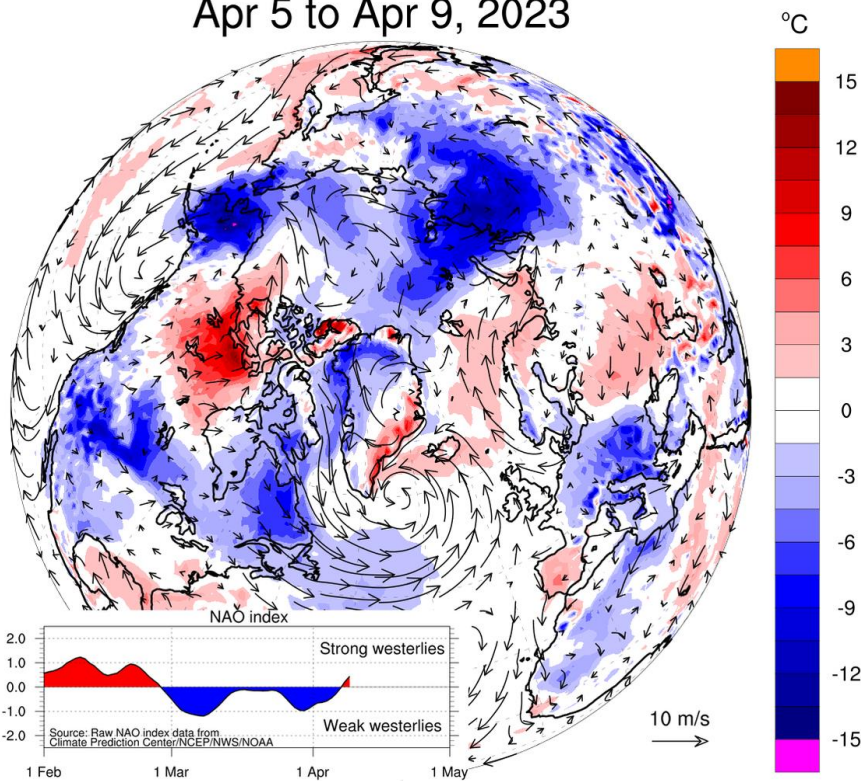 Apr 5 to Apr 9, 2023
°C
15
12
9
6
3
0
-3
-6
-9
-12
-15
10 m/s
NAO index
2.0
1.0
0.0
-1.0
-2.0
Strong westerlies
Weak westerlies
Source: Raw NAO index data from
Climate Prediction Center/NCEP/NWS/NOAA
1 Feb
1 Mar
1 Apr
1 May